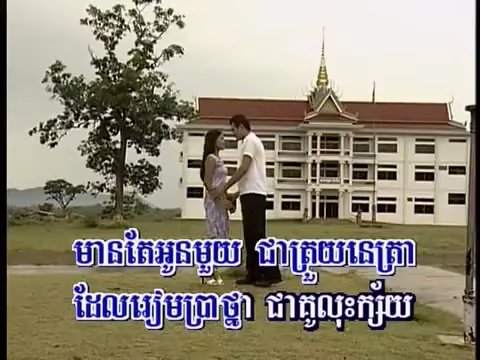 មានតែអូនមួយ ជាត្រួយនេត្រា
ដែលរៀមប្រាថ្នា ជាគូលុះក្ស័យ